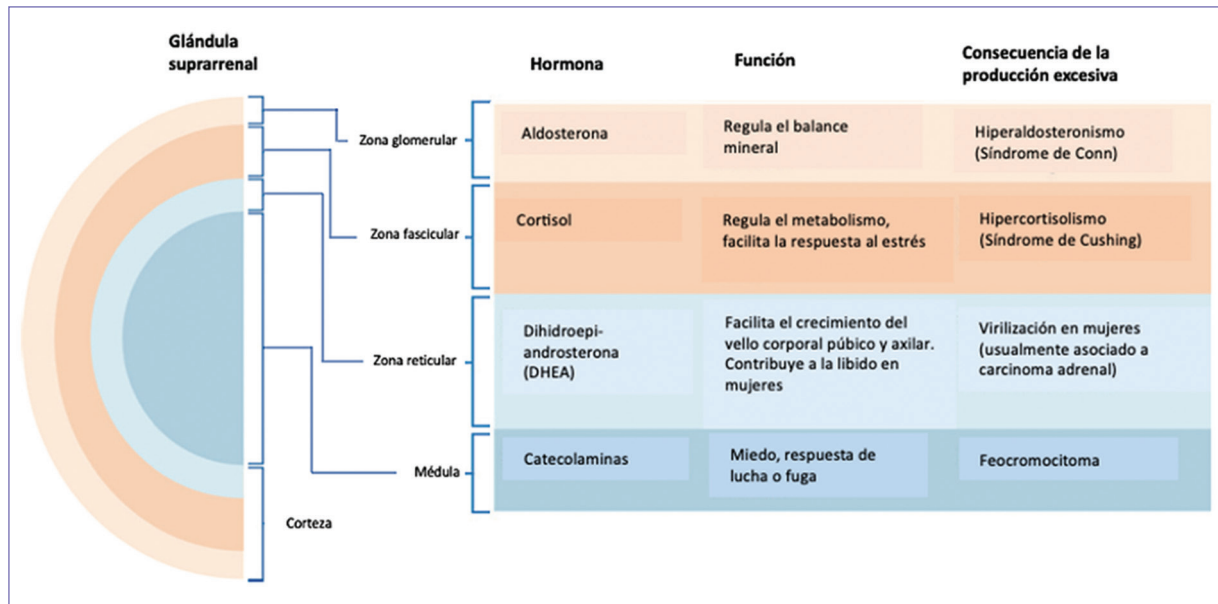 Glándula
suprarrenal
Hormona
Función
Consecuencia de la
producción excesiva
Zona glomerular
Aldosterona
Regula el balance
mineral
Hiperaldosteronismo
(Síndrome de Conn)
Zona fascicular
Cortisol
Regula el metabolismo,
facilita la respuesta al estrés
Hipercortisolismo
(Síndrome de Cushing)
Zona reticular
Dihidroepi-
androsterona
(DHEA)
Facilita el crecimiento del
vello corporal púbico y axilar.
Contribuye a la libido en
mujeres
Virilización en mujeres
(usualmente asociado a
carcinoma adrenal)
Médula
Catecolaminas
Miedo, respuesta de
lucha o fuga
Feocromocitoma
Corteza